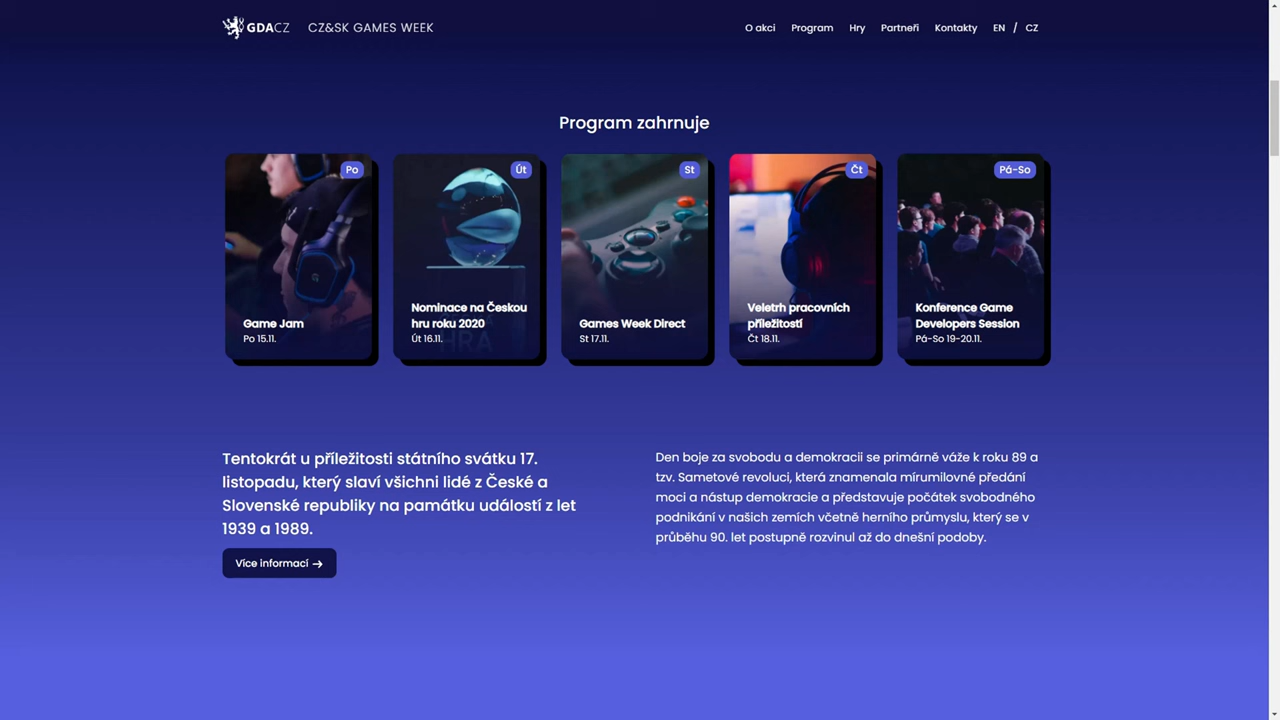 GDACZ CZ&SK GAMES WEEK
O akci Program Hry Partneři Kontakty EN / CZ
Program zahrnuje
Po
Game Jam
Po 15.11.
Út
Nominace na Českou
hru roku 2020
Út 16.11.
HRA
St
Games Week Direct
St 17.11.
Čt
Veletrh pracovních
příležitostí
Čt 18.11.
Pá-So
Konference Game
Developers Session
Pá-So 19-20.11.
Tentokrát u příležitosti státního svátku 17.
listopadu, který slaví všichni lidé z České a
Slovenské republiky na památku událostí z let
1939 a 1989.
Více informací →
Den boje za svobodu a demokracii se primárně váže k roku 89 a
tzv. Sametové revoluci, která znamenala mírumilovné předání
moci a nástup demokracie a představuje počátek svobodného
podnikání v našich zemích včetně herního průmyslu, který se v
průběhu 90. let postupně rozvinul až do dnešní podoby.